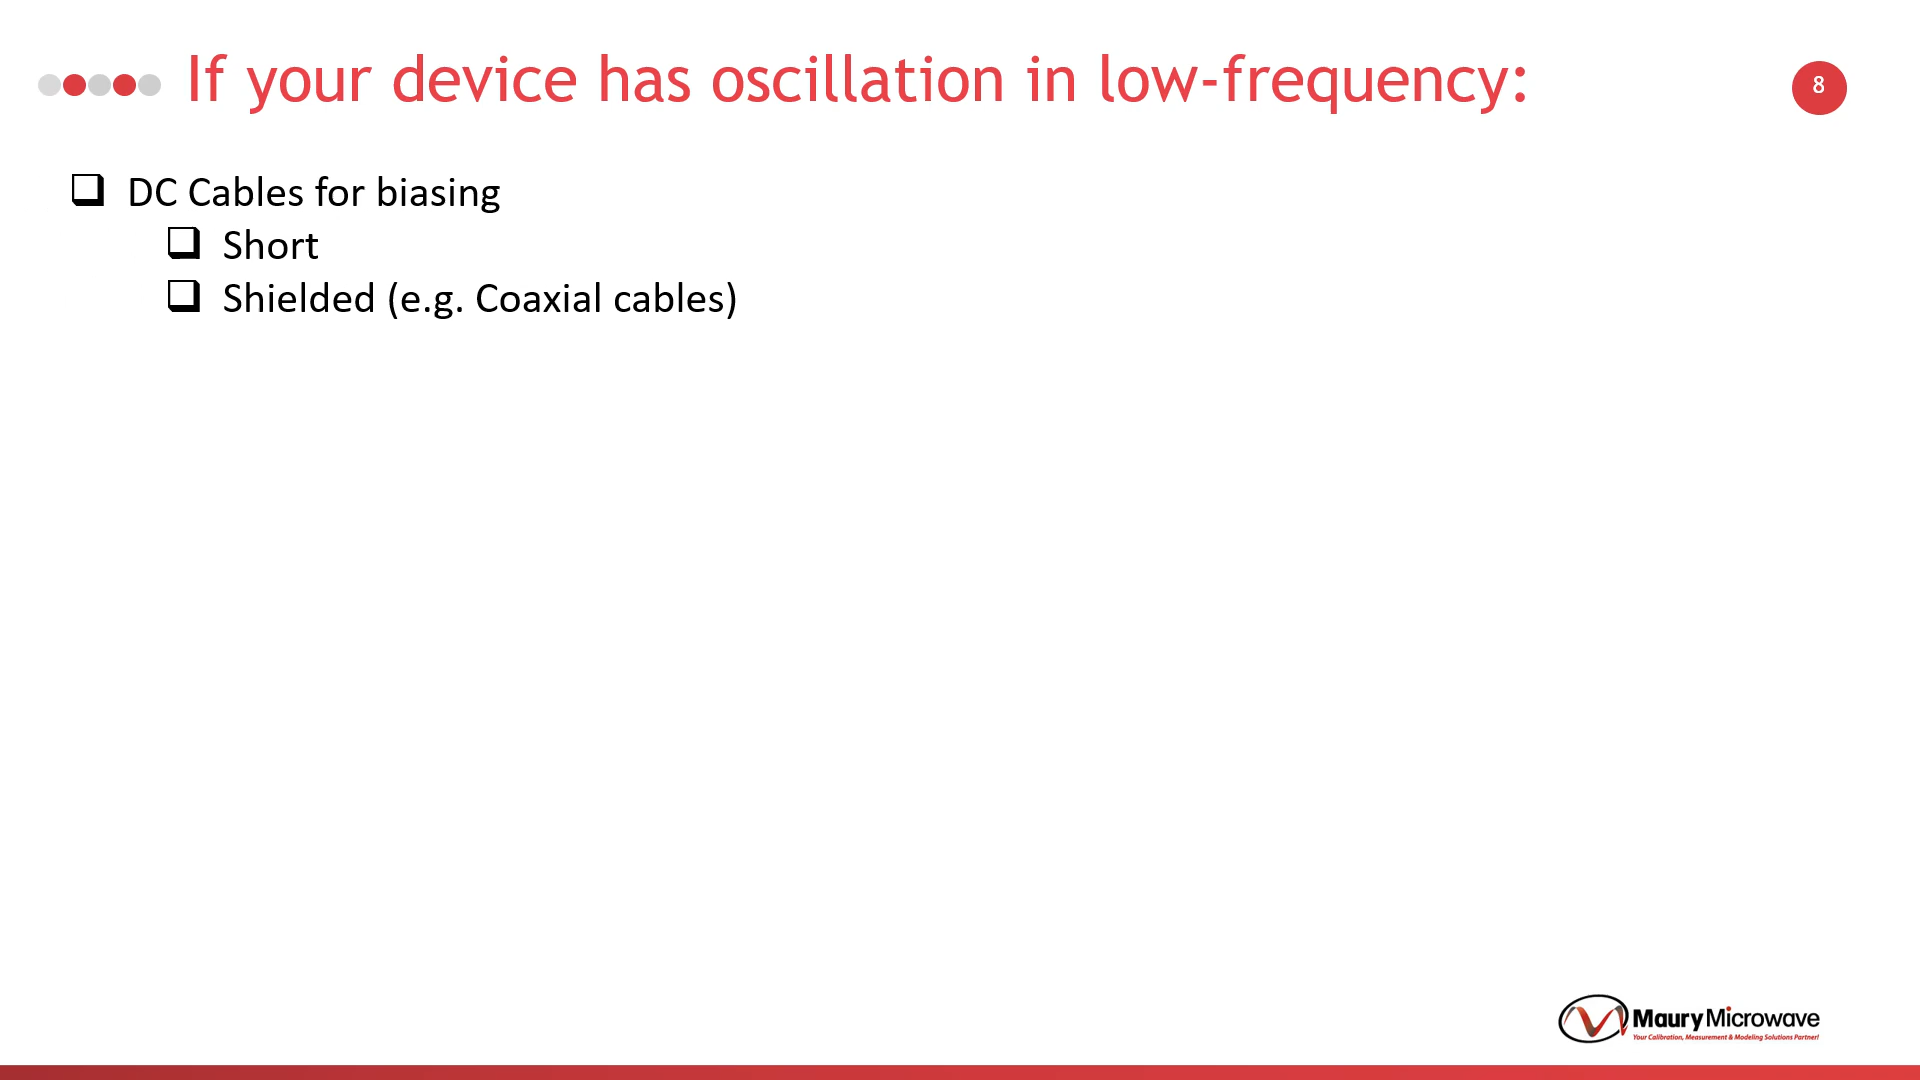 If your device has oscillation in low-frequency:
8
DC Cables for biasing
Short
Shielded (e.g. Coaxial cables)
Maury Microwave
Your Calibration, Measurement & Modeling Solutions Partner!